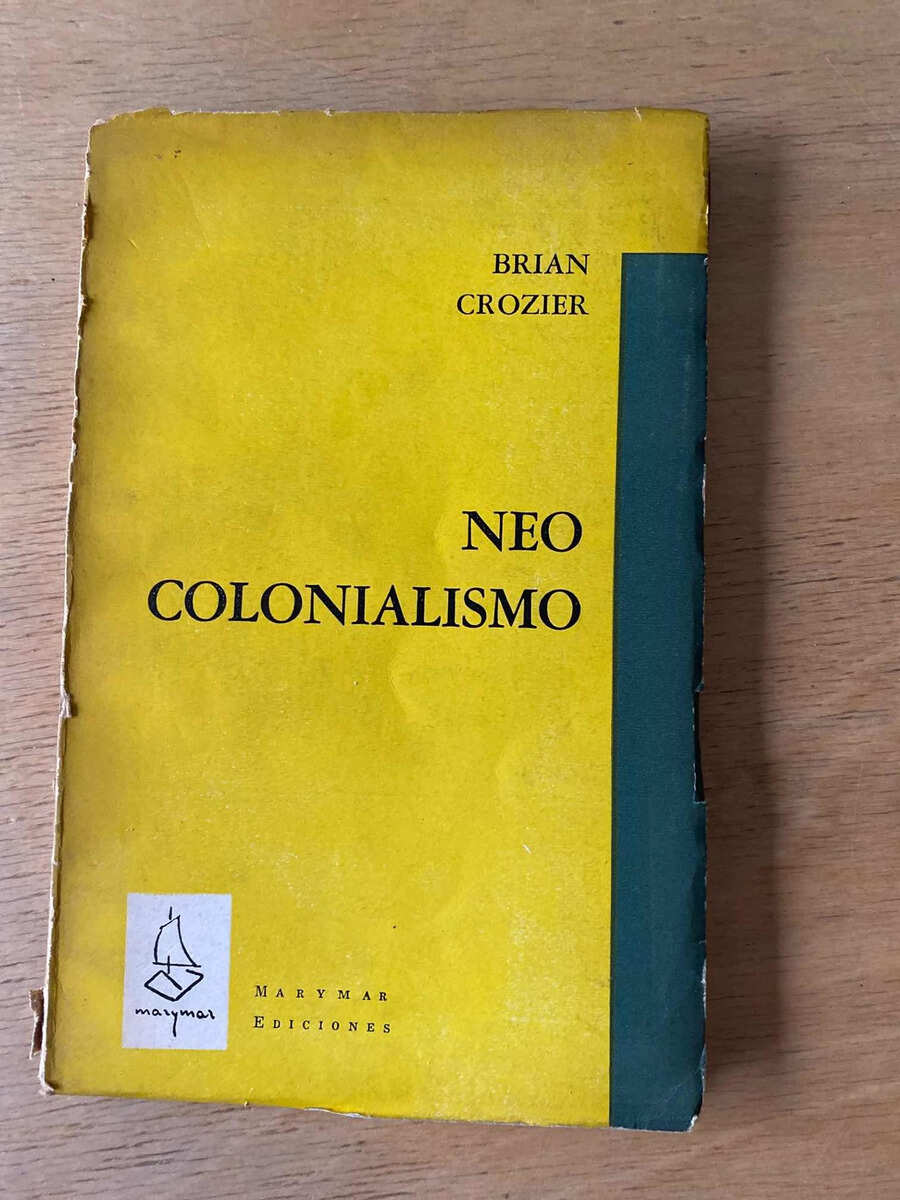 BRIAN
CROZIER
NEO
COLONIALISMO
marymar
MARYMAR
EDICIONES